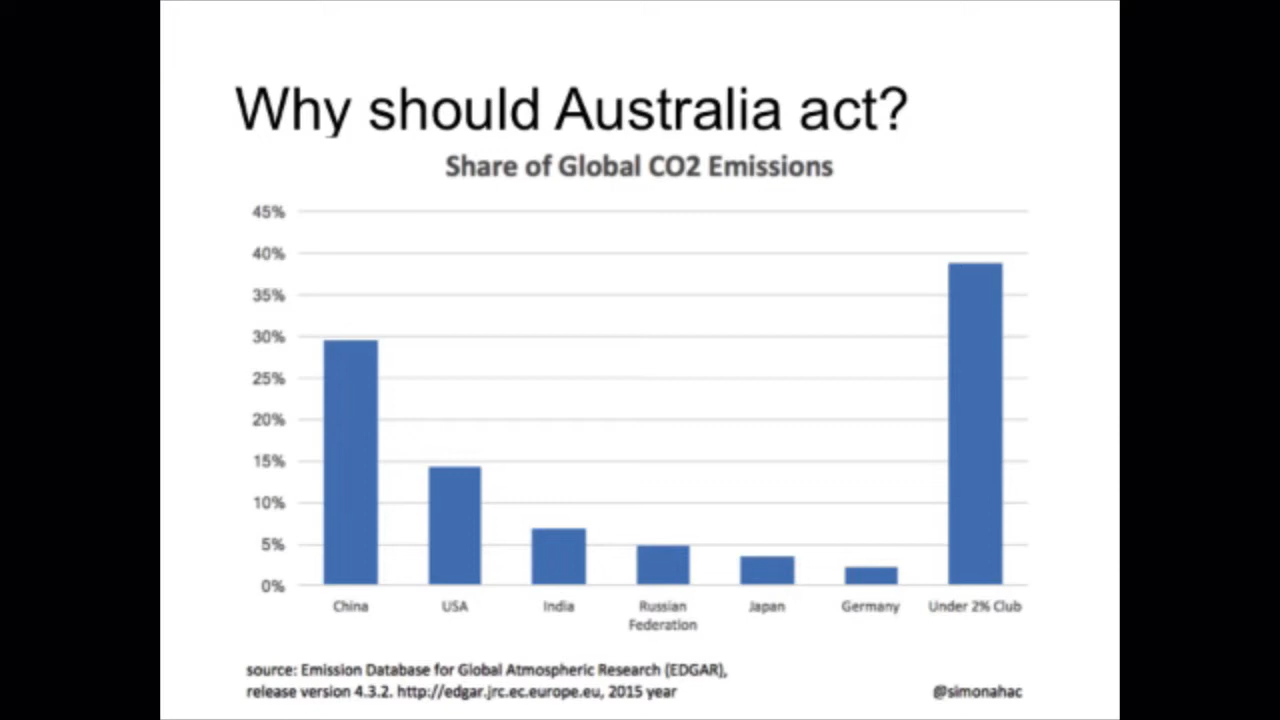 Why should Australia act?
Share of Global CO2 Emissions
45%
40%
35%
30%
25%
20%
15%
10%
5%
0%
China
USA
India
Russian
Federation
Japan
Germany
Under 2% Club
source: Emission Database for Global Atmospheric Research (EDGAR),
release version 4.3.2. http://edgar.jrc.ec.europe.eu, 2015 year
@simonahac